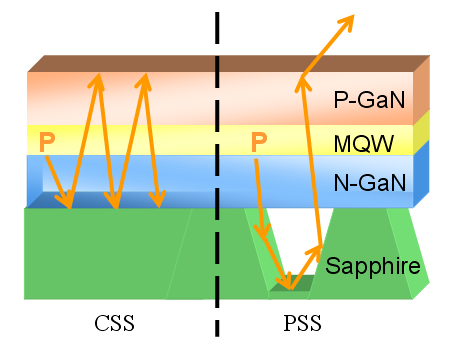 P-GaN
P P MQW
N-GaN
Sapphire
CSS PSS